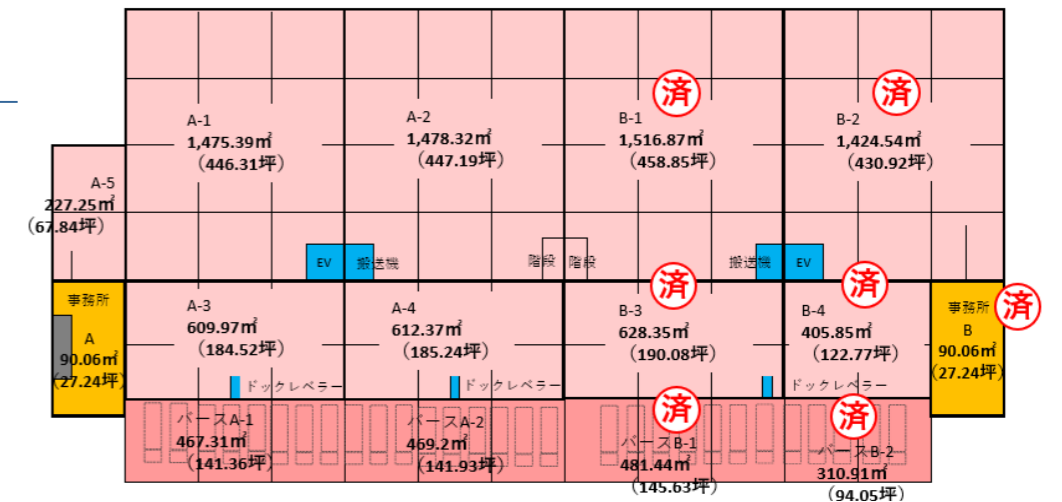 A-1
1,475.39㎡
（446.31坪）
A-2
1,478.32㎡
（447.19坪）
済
B-1
1,516.87㎡
（458.85坪）
済
B-2
1,424.54㎡
（430.92坪）
A-5
227.25㎡
（67.84坪）
EV
搬送機
階段
階段
搬送機
EV
事務所
A
90.06㎡
（27.24坪）
A-3
609.97㎡
（184.52坪）
ドックレベラー
A-4
612.37㎡
（185.24坪）
ドックレベラー
済
B-3
628.35㎡
（190.08坪）
済
B-4
405.85㎡
（122.77坪）
ドックレベラー
済
事務所
B
90.06㎡
（27.24坪）
バースA-1
467.31㎡
（141.36坪）
バースA-2
469.2㎡
（141.93坪）
済
バースB-1
481.44㎡
（145.63坪）
済
バースB-2
310.91㎡
（94.05坪）